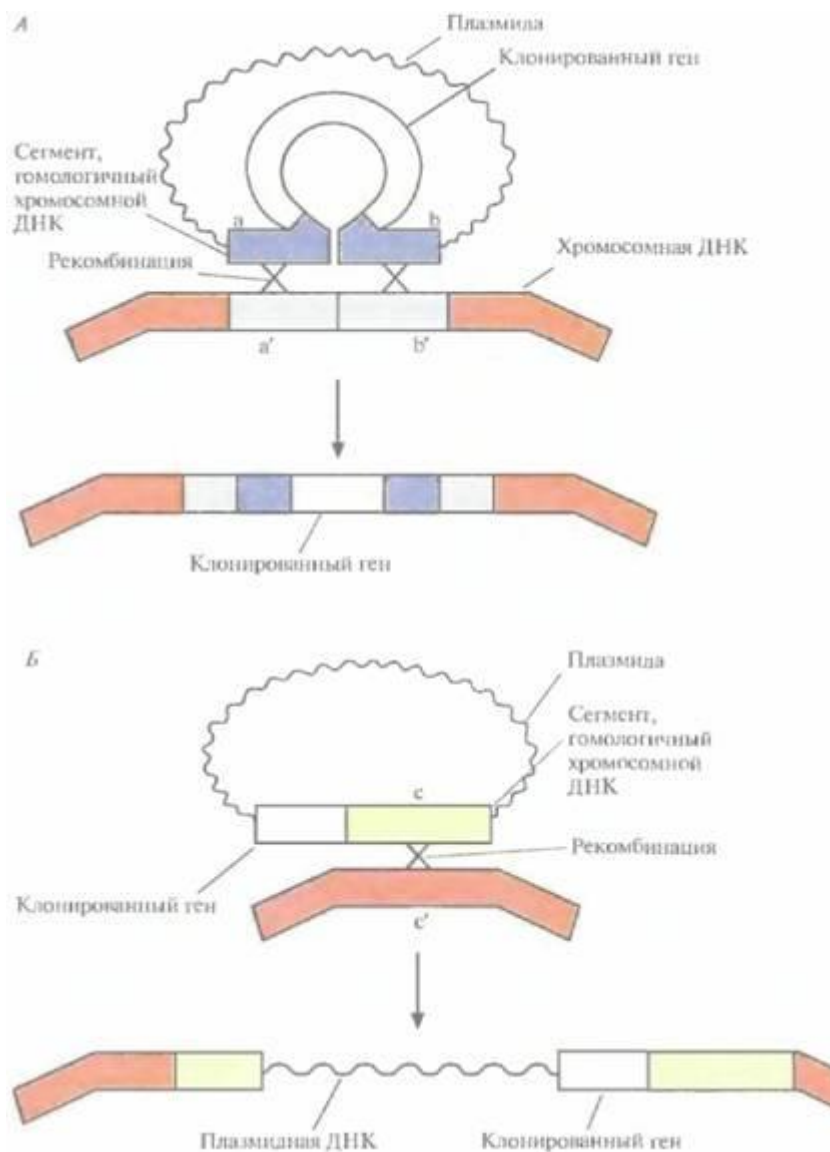 А
Плазмида
Клонированный ген
Сегмент,
гомологичный
хромосомной
ДНК
a
b
Рекомбинация
Хромосомная ДНК
a'
b'
Клонированный ген
Б
Плазмида
Сегмент,
гомологичный
хромосомной
ДНК
c
Рекомбинация
Клонированный ген
c'
Плазмидная ДНК
Клонированный ген